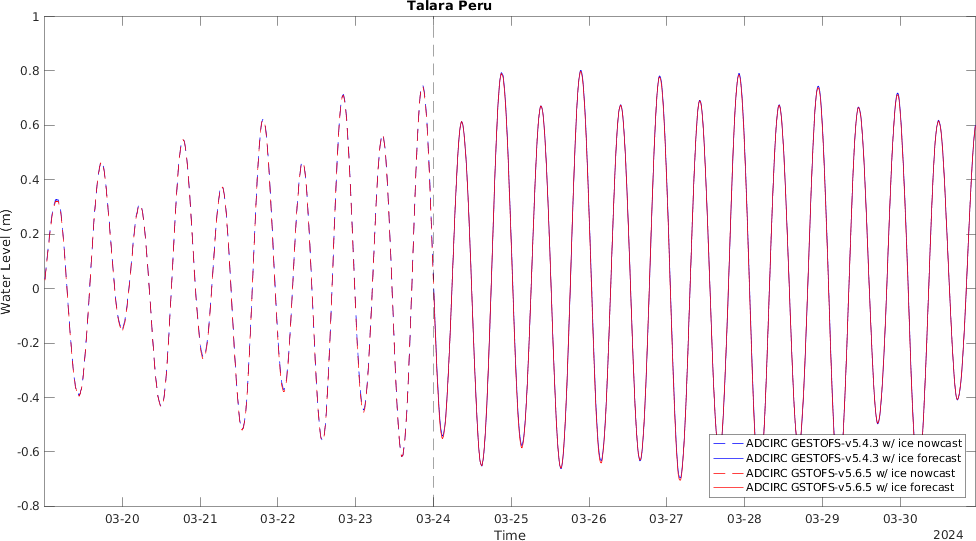 Talara Peru
1
0.8
0.6
0.4
0.2
0
-0.2
-0.4
-0.6
-0.8
Water Level (m)
03-20 03-21 03-22 03-23 03-24 03-25 03-26 03-27 03-28 03-29 03-30
Time
2024
ADCIRC GESTOFS-v5.4.3 w/ ice nowcast
ADCIRC GESTOFS-v5.4.3 w/ ice forecast
ADCIRC GSTOFS-v5.6.5 w/ ice nowcast
ADCIRC GSTOFS-v5.6.5 w/ ice forecast